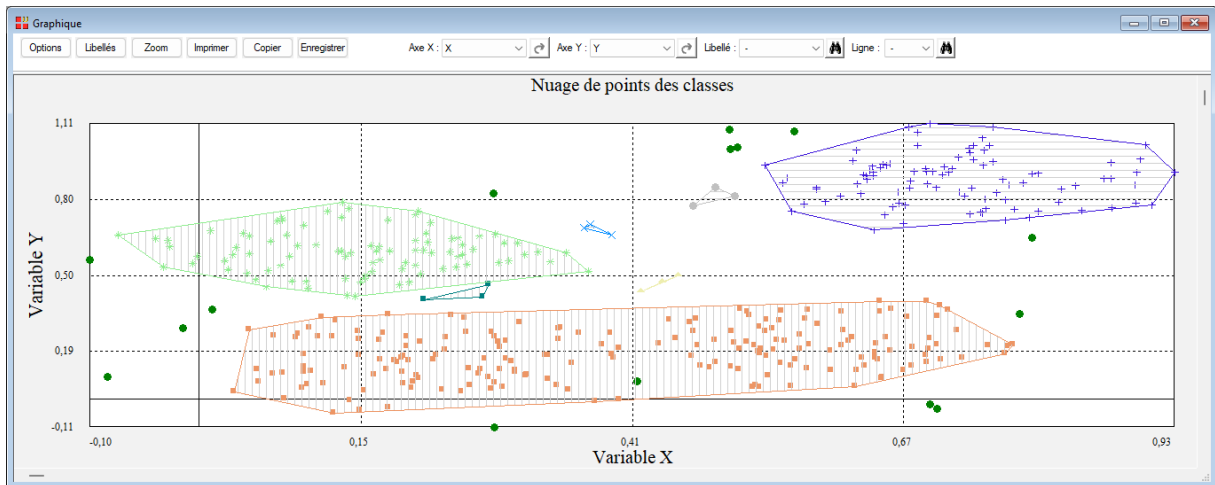 Graphique
Options Libellés Zoom Imprimer Copier Enregistrer Axe X : X Axe Y : Y Libellé : - Ligne : -
Nuage de points des classes
1,11
0,80
0,50
0,19
-0,11
Variable Y
-0,10 0,15 0,41 0,67 0,93
Variable X